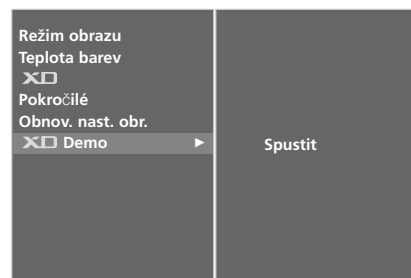 Režim obrazu
Teplota barev
XD
Pokročilé
Obnov. nast. obr.
XD Demo ►
Spustit